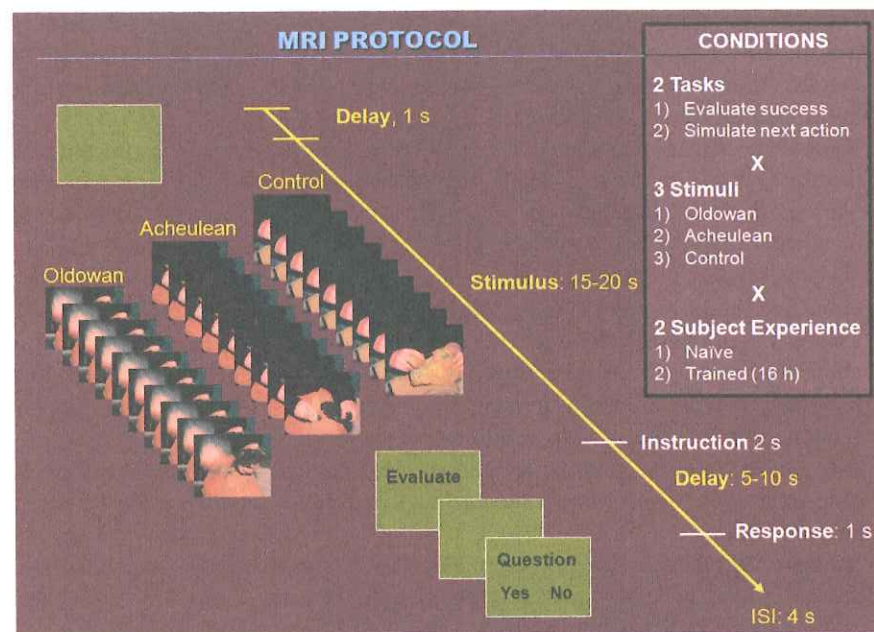 MRI PROTOCOL
Delay, 1 s
Control
Acheulean
Oldowan
Stimulus: 15-20 s
Instruction 2 s
Evaluate
Delay: 5-10 s
Response: 1 s
Question
Yes No
ISI: 4 s
CONDITIONS
2 Tasks
1) Evaluate success
2) Simulate next action
X
3 Stimuli
1) Oldowan
2) Acheulean
3) Control
X
2 Subject Experience
1) Naïve
2) Trained (16 h)